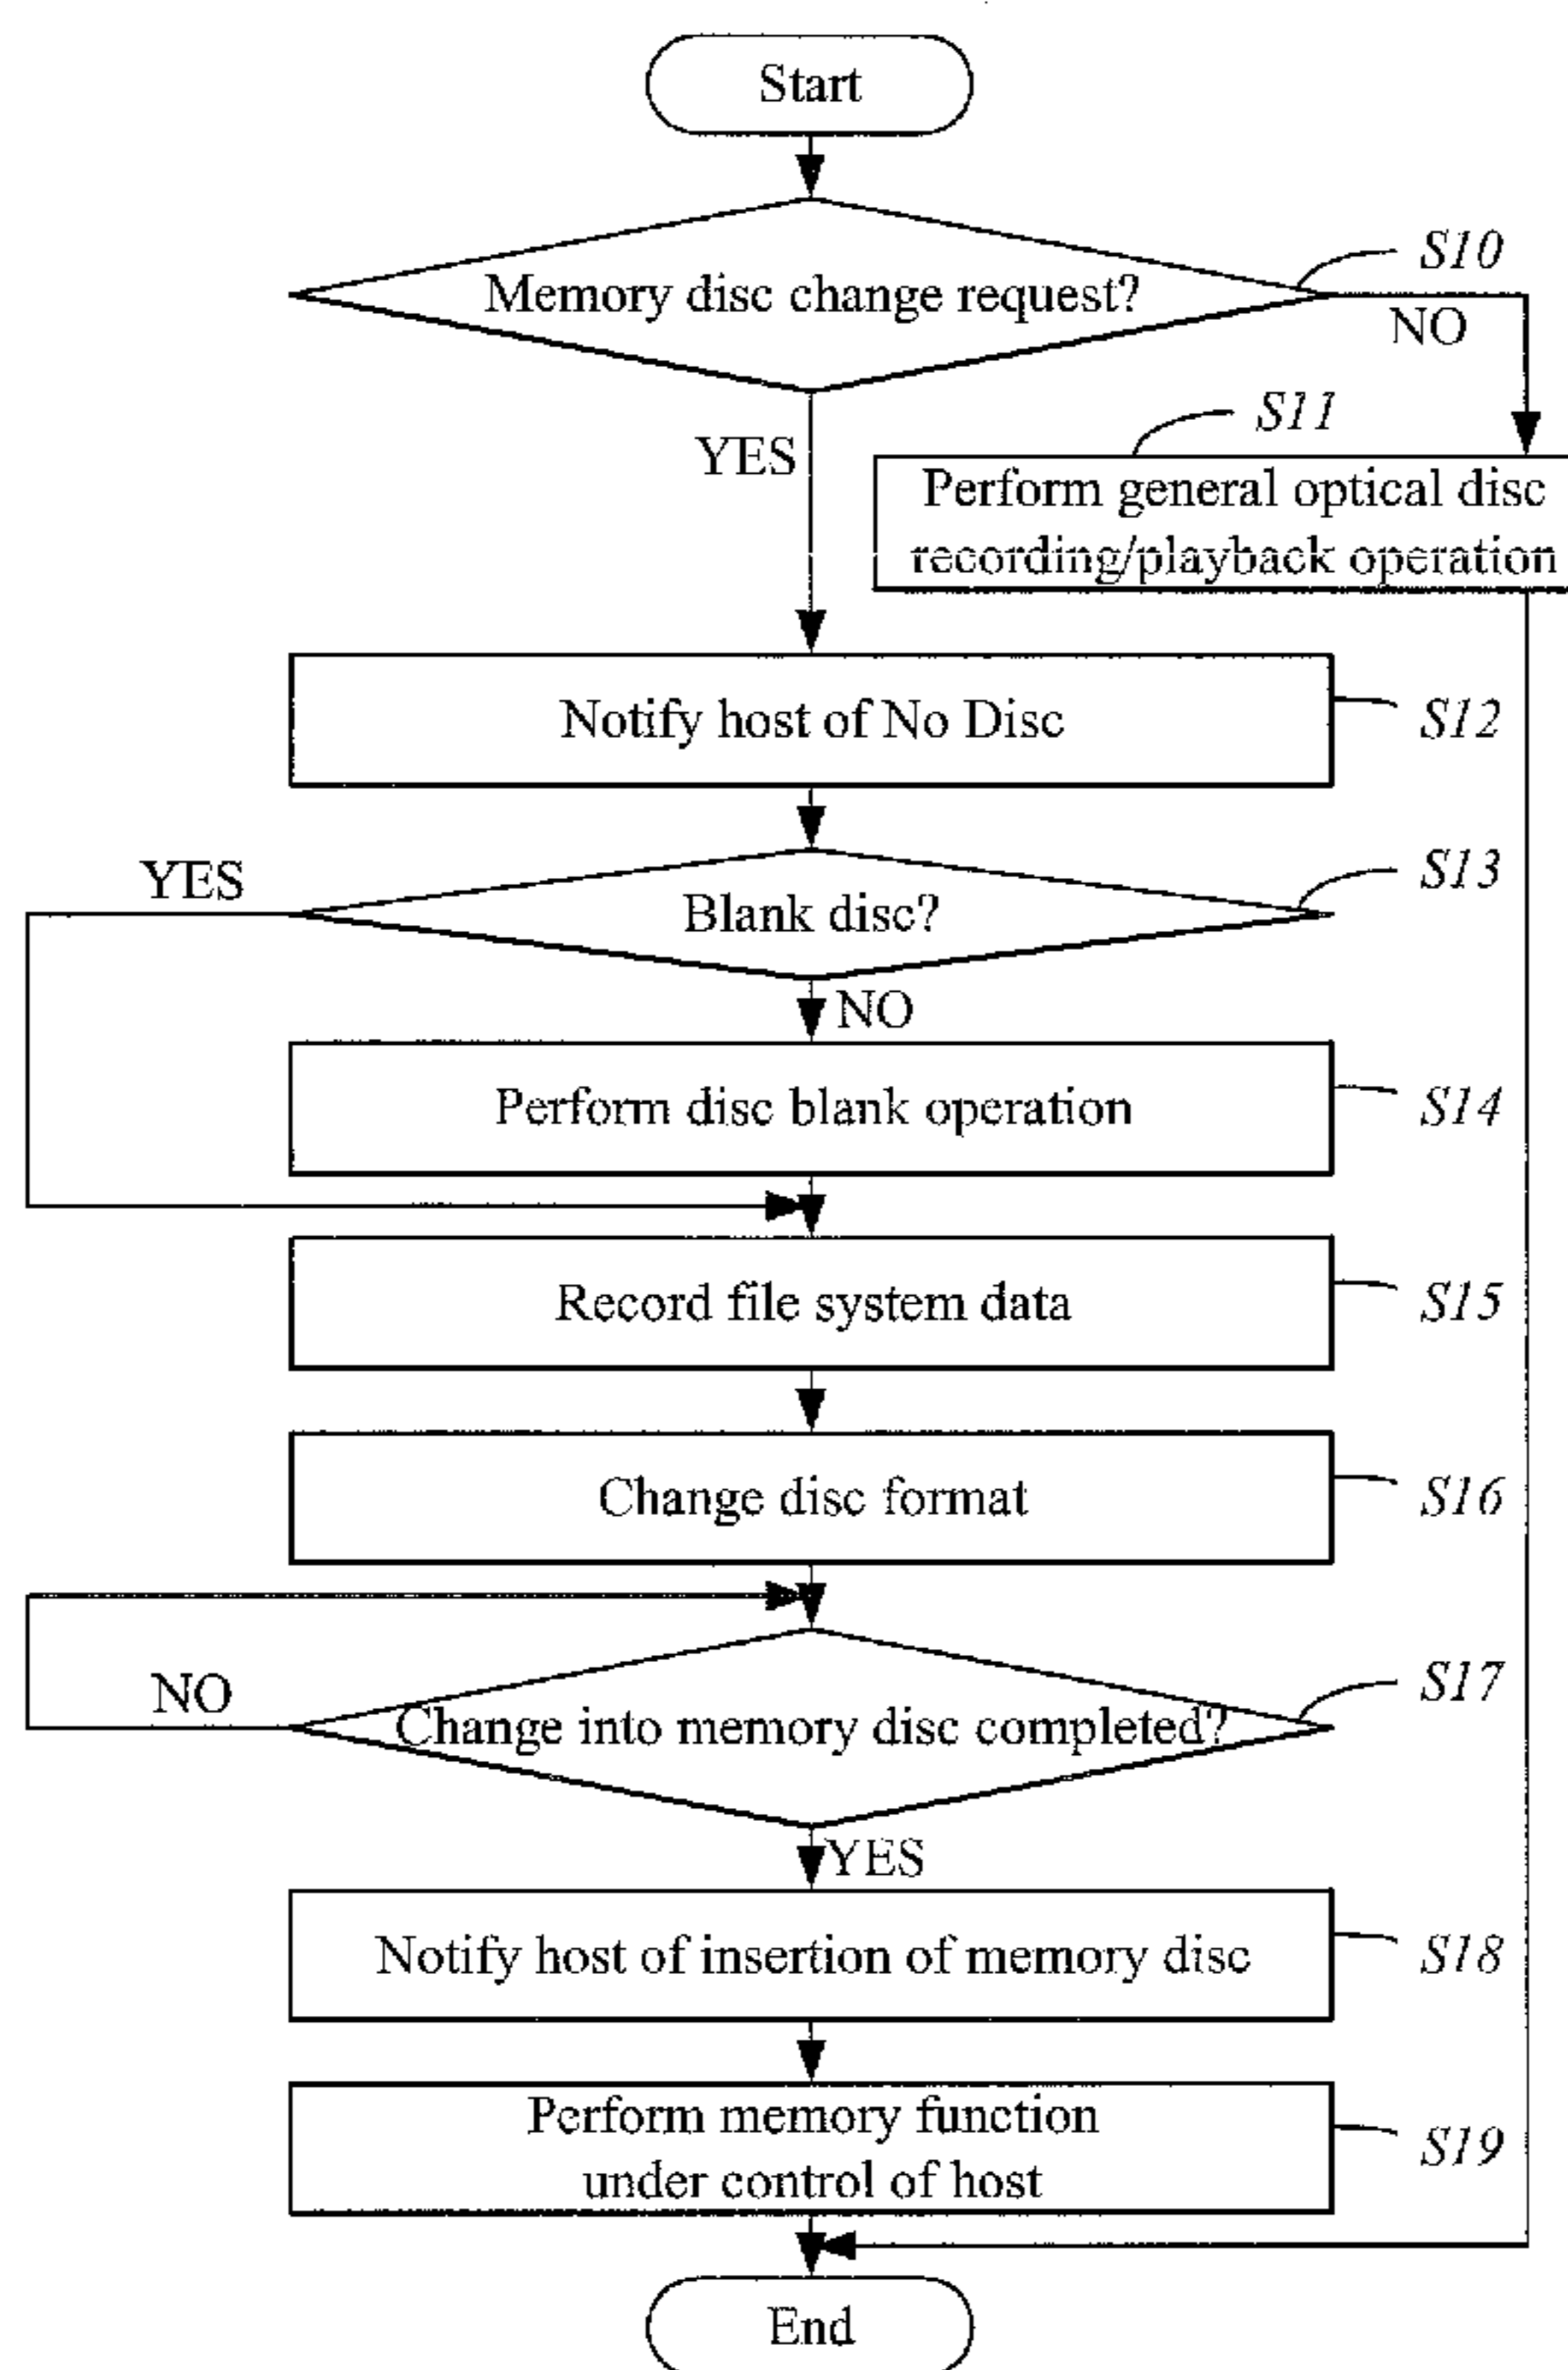 Start
Memory disc change request?
S10
NO
S11
YES
Perform general optical disc
recording/playback operation
Notify host of No Disc
S12
YES
Blank disc?
S13
NO
Perform disc blank operation
S14
Record file system data
S15
Change disc format
S16
NO
Change into memory disc completed?
S17
YES
Notify host of insertion of memory disc
S18
Perform memory function
under control of host
S19
End